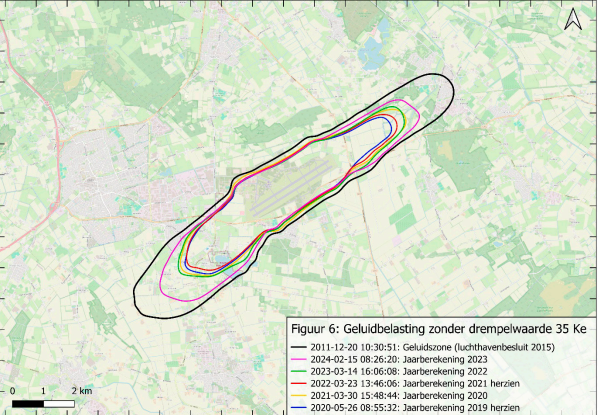 Figuur 6: Geluidbelasting zonder drempelwaarde 35 Ke
2011-12-20 10:30:51: Geluidszone (luchthavenbesluit 2015)
2024-02-15 08:26:20: Jaarberekening 2023
2023-03-14 16:06:08: Jaarberekening 2022
2022-03-23 13:46:06: Jaarberekening 2021 herzien
2021-03-30 15:48:44: Jaarberekening 2020
2020-05-26 08:55:32: Jaarberekening 2019 herzien
0 1 2 km